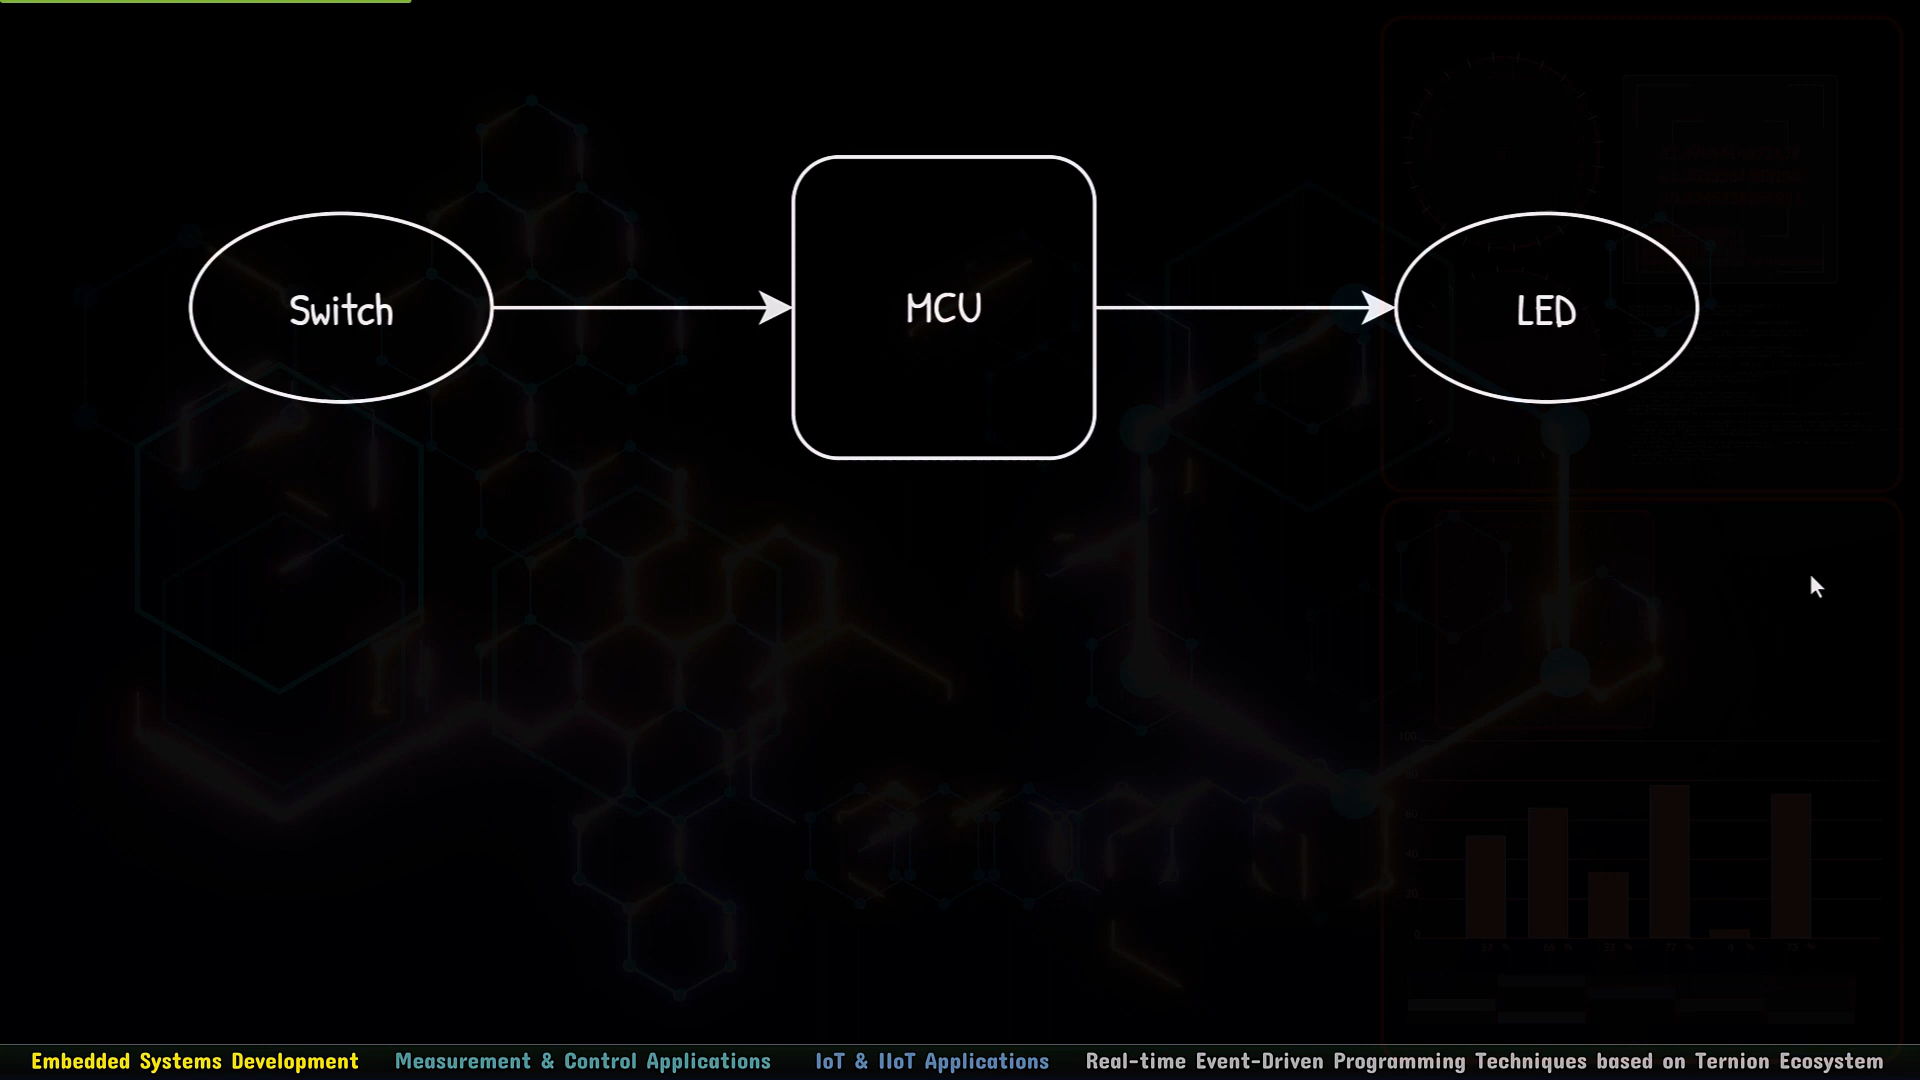 Switch
MCU
LED
Embedded Systems Development
Measurement & Control Applications
IoT & IIoT Applications
Real-time Event-Driven Programming Techniques based on Ternion Ecosystem